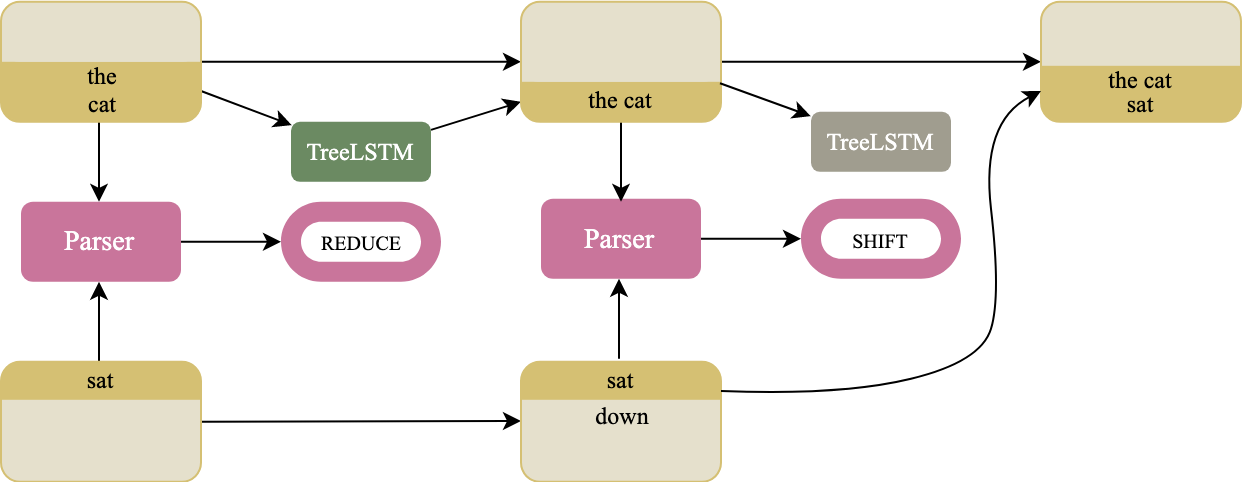 the
cat
the cat
the cat
sat
TreeLSTM
TreeLSTM
Parser
REDUCE
Parser
SHIFT
sat
sat
down